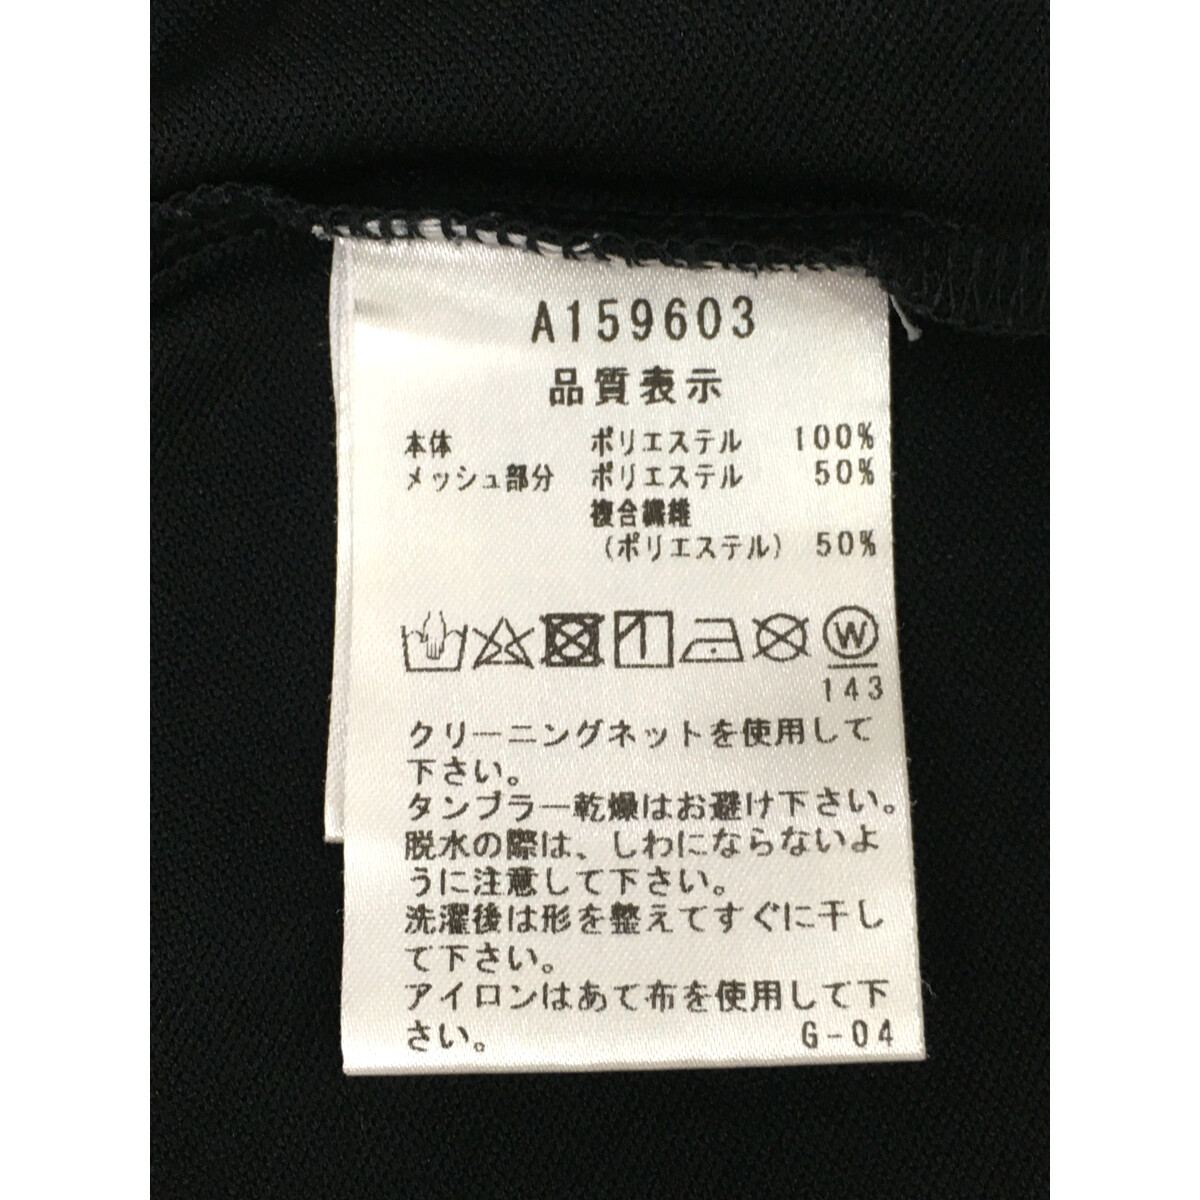 A159603
品質表示
本体 ポリエステル 100%
メッシュ部分 ポリエステル 50%
複合繊維
(ポリエステル) 50%
W
143
クリーニングネットを使用して
下さい。
タンブラー乾燥はお避け下さい。
脱水の際は、しわにならないよ
うに注意して下さい。
洗濯後は形を整えてすぐに干し
て下さい。
アイロンはあて布を使用して下
さい。 G-04